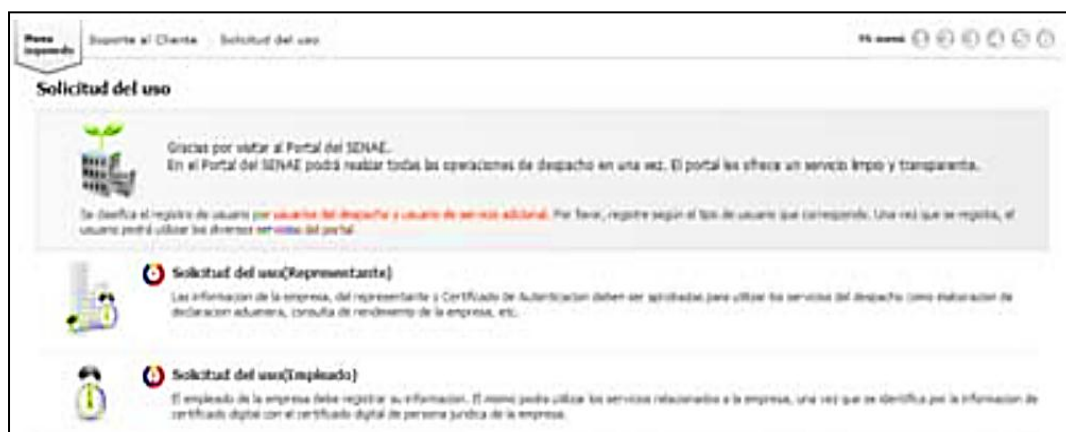 Menu
izquierdo
Soporte al Cliente Solicitud del uso
Mi menú
Solicitud del uso
Gracias por visitar al Portal del SENAE.
En el Portal del SENAE podrá realizar todas las operaciones de despacho en una vez. El portal les ofrece un servicio limpio y transparente.
Se clasifica el registro de usuario por usuarios del despacho y usuario de servicio adicional. Por favor, registre según el tipo de usuario que corresponda. Una vez que se registra, el
usuario podrá utilizar los diversos servicios del portal
Solicitud del uso(Representante)
Las informacion de la empresa, del representante y Certificado de Autenticacion deben ser aprobadas para utilizar los servicios del despacho como elaboracion de
declaracion aduanera, consulta de rendimiento de la empresa, etc.
Solicitud del uso(Empleado)
El empleado de la empresa debe registrar su informacion. El mismo podra utilizar los servicios relacionados a la empresa, una vez que se identifica por la informacion de
certificado digital con el certificado digital de persona juridica de la empresa.